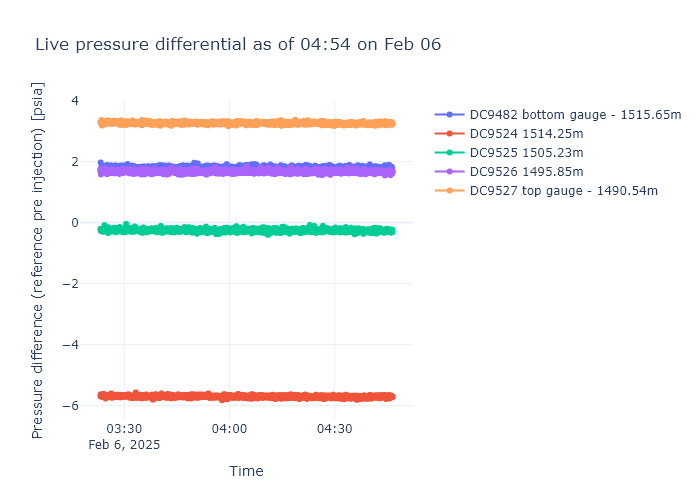 Live pressure differential as of 04:54 on Feb 06
Pressure difference (reference pre injection) [psia]
4
2
0
−2
−4
−6
03:30
Feb 6, 2025
04:00
04:30
Time
DC9482 bottom gauge - 1515.65m
DC9524 1514.25m
DC9525 1505.23m
DC9526 1495.85m
DC9527 top gauge - 1490.54m